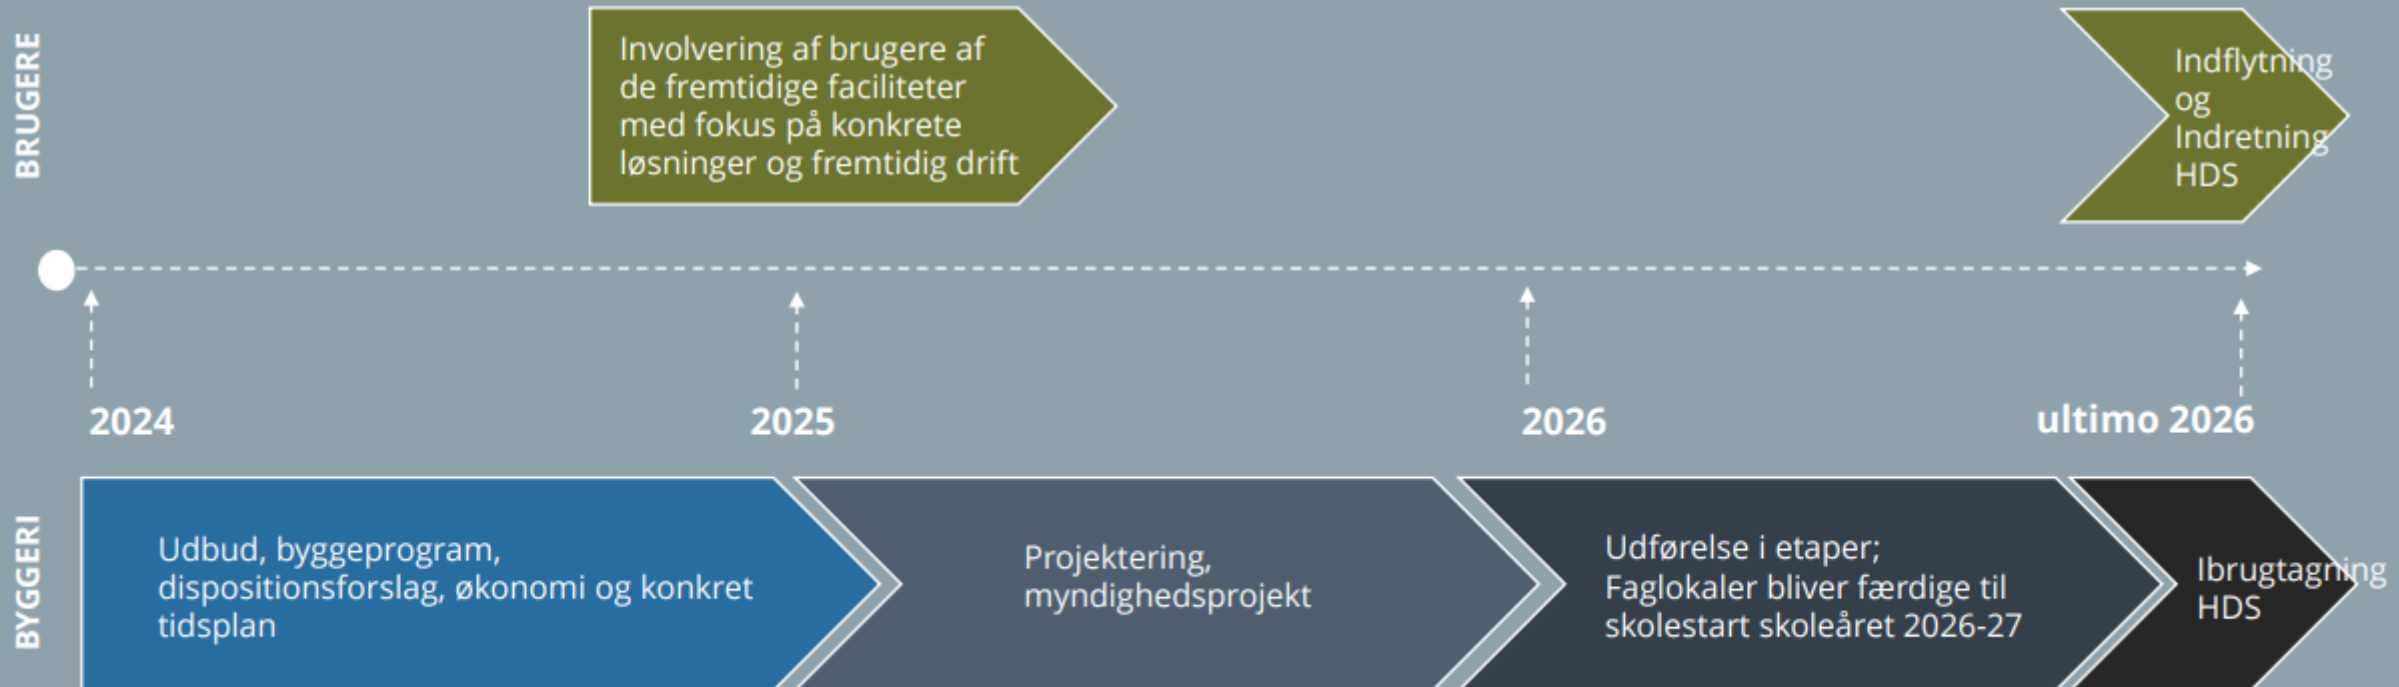 BRUGERE
Involvering af brugere af
de fremtidige faciliteter
med fokus på konkrete
løsninger og fremtidig drift
Indflytning
og
Indretning
HDS
2024
2025
2026
ultimo 2026
BYGGERI
Udbud, byggeprogram,
dispositionsforslag, økonomi og konkret
tidsplan
Projektering,
myndighedsprojekt
Udførelse i etaper;
Faglokaler bliver færdige til
skolestart skoleåret 2026-27
Ibrugtagning
HDS